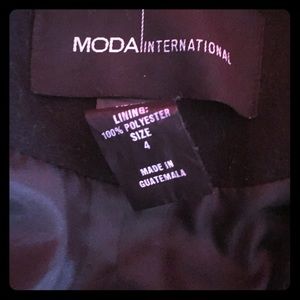 MODA INTERNATIONAL
LINING:
100% POLYESTER
SIZE
4
MADE IN
GUATEMALA